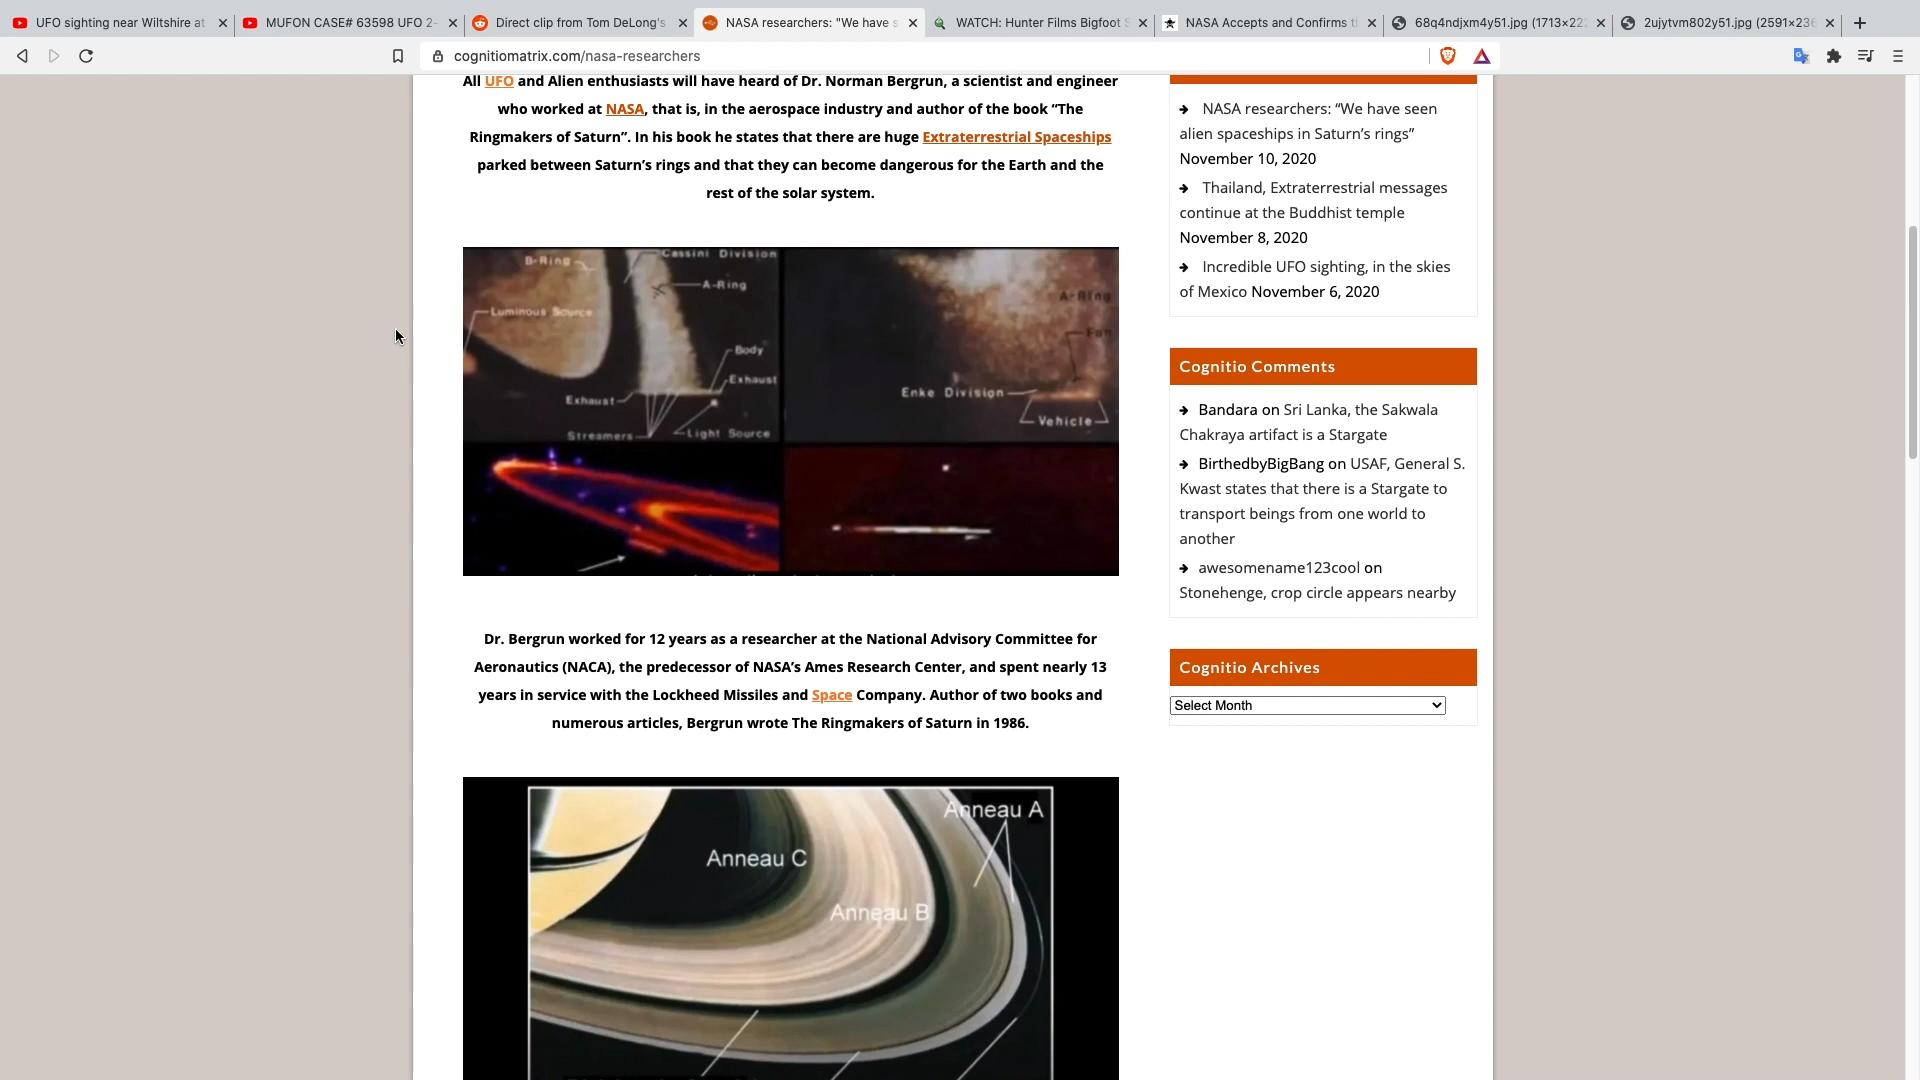 UFO sighting near Wiltshire at
MUFON CASE# 63598 UFO 2-
Direct clip from Tom DeLong's
NASA researchers: "We have s
WATCH: Hunter Films Bigfoot S
NASA Accepts and Confirms t
68q4ndjxm4y51.jpg (1713×22
2ujytvm802y51.jpg (2591×236
cognitiomatrix.com/nasa-researchers
All UFO and Alien enthusiasts will have heard of Dr. Norman Bergrun, a scientist and engineer
who worked at NASA, that is, in the aerospace industry and author of the book “The
Ringmakers of Saturn”. In his book he states that there are huge Extraterrestrial Spaceships
parked between Saturn’s rings and that they can become dangerous for the Earth and the
rest of the solar system.
Cassini Division
B-Ring
A-Ring
Luminous Source
Body
Exhaust
Exhaust
Streamers
Light Source
A-Ring
Fan
Enke Division
Vehicle
Dr. Bergrun worked for 12 years as a researcher at the National Advisory Committee for
Aeronautics (NACA), the predecessor of NASA’s Ames Research Center, and spent nearly 13
years in service with the Lockheed Missiles and Space Company. Author of two books and
numerous articles, Bergrun wrote The Ringmakers of Saturn in 1986.
Anneau A
Anneau C
Anneau B
NASA researchers: “We have seen
alien spaceships in Saturn’s rings”
November 10, 2020
Thailand, Extraterrestrial messages
continue at the Buddhist temple
November 8, 2020
Incredible UFO sighting, in the skies
of Mexico November 6, 2020
Cognitio Comments
Bandara on Sri Lanka, the Sakwala
Chakraya artifact is a Stargate
BirthedbyBigBang on USAF, General S.
Kwast states that there is a Stargate to
transport beings from one world to
another
awesomename123cool on
Stonehenge, crop circle appears nearby
Cognitio Archives
Select Month